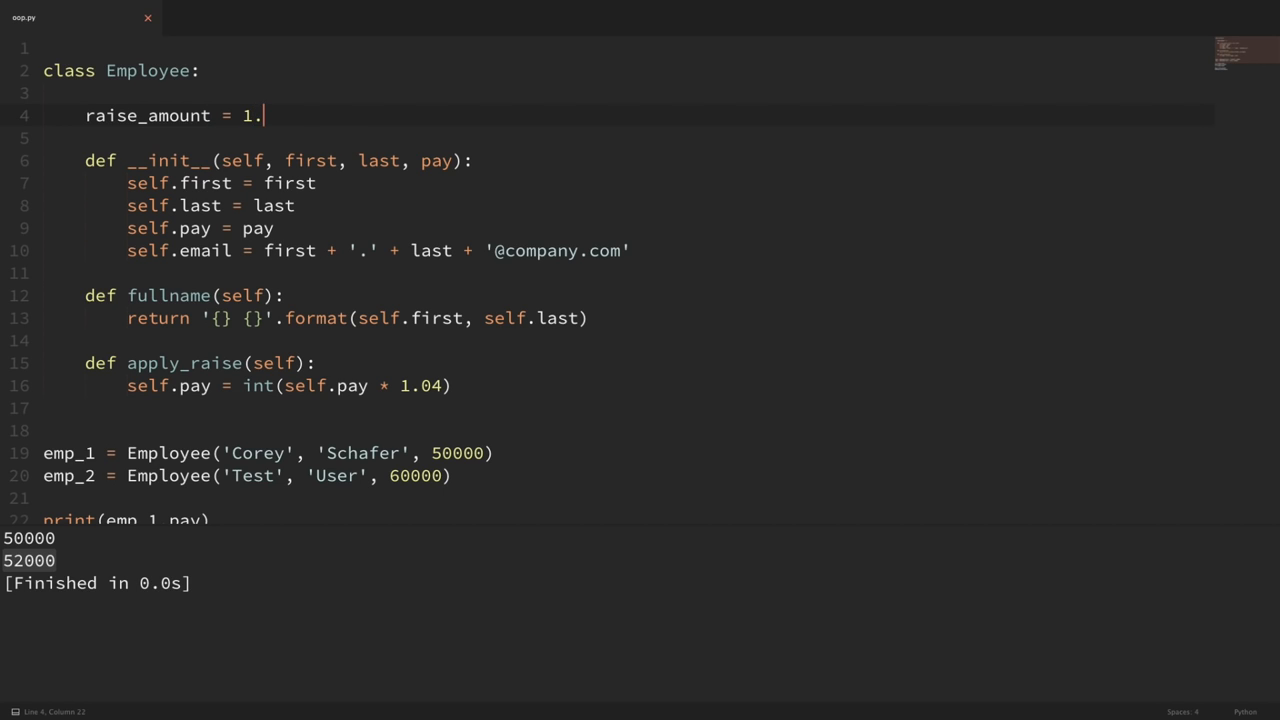 oop.py
1
2 class Employee:
3
4 raise_amount = 1.
5
6 def __init__(self, first, last, pay):
7 self.first = first
8 self.last = last
9 self.pay = pay
10 self.email = first + '.' + last + '@company.com'
11
12 def fullname(self):
13 return '{} {}'.format(self.first, self.last)
14
15 def apply_raise(self):
16 self.pay = int(self.pay * 1.04)
17
18
19 emp_1 = Employee('Corey', 'Schafer', 50000)
20 emp_2 = Employee('Test', 'User', 60000)
21
22 print(emp_1.pay)
50000
52000
[Finished in 0.0s]
Line 4, Column 22
Spaces: 4
Python